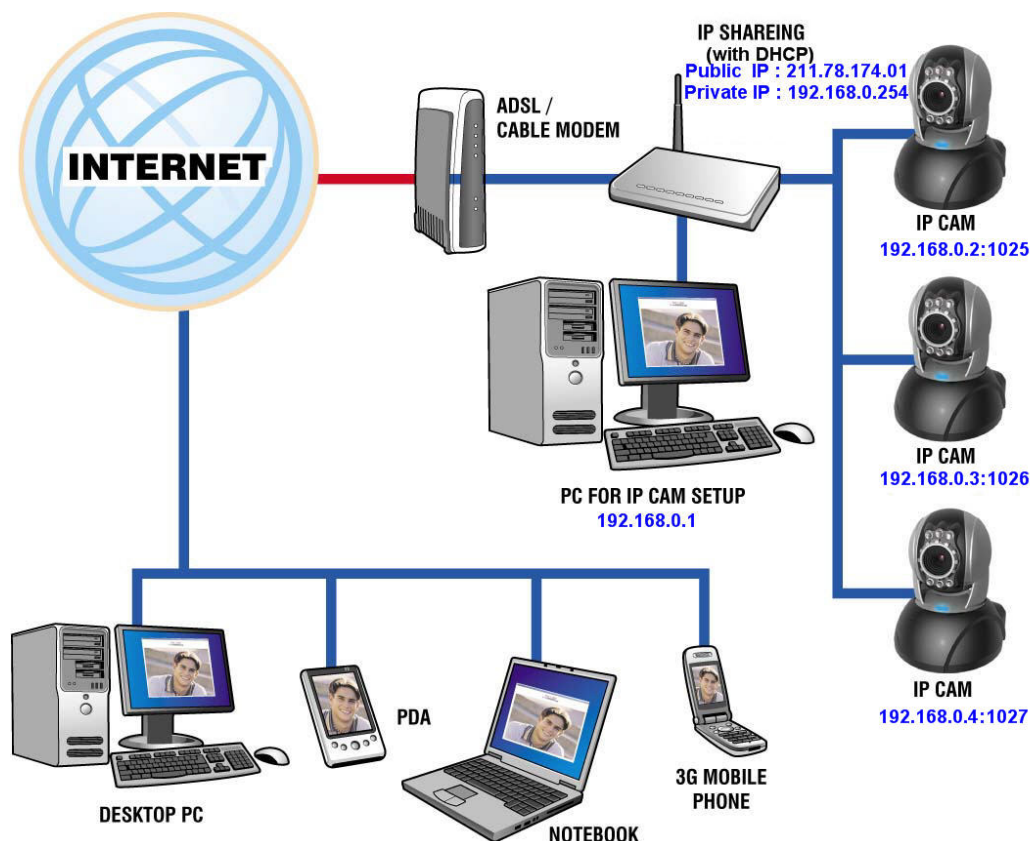 IP SHAREING
(with DHCP)
Public IP : 211.78.174.01
Private IP : 192.168.0.254
ADSL /
CABLE MODEM
INTERNET
IP CAM
192.168.0.2:1025
IP CAM
192.168.0.3:1026
PC FOR IP CAM SETUP
192.168.0.1
IP CAM
192.168.0.4:1027
PDA
3G MOBILE
PHONE
DESKTOP PC
NOTEBOOK